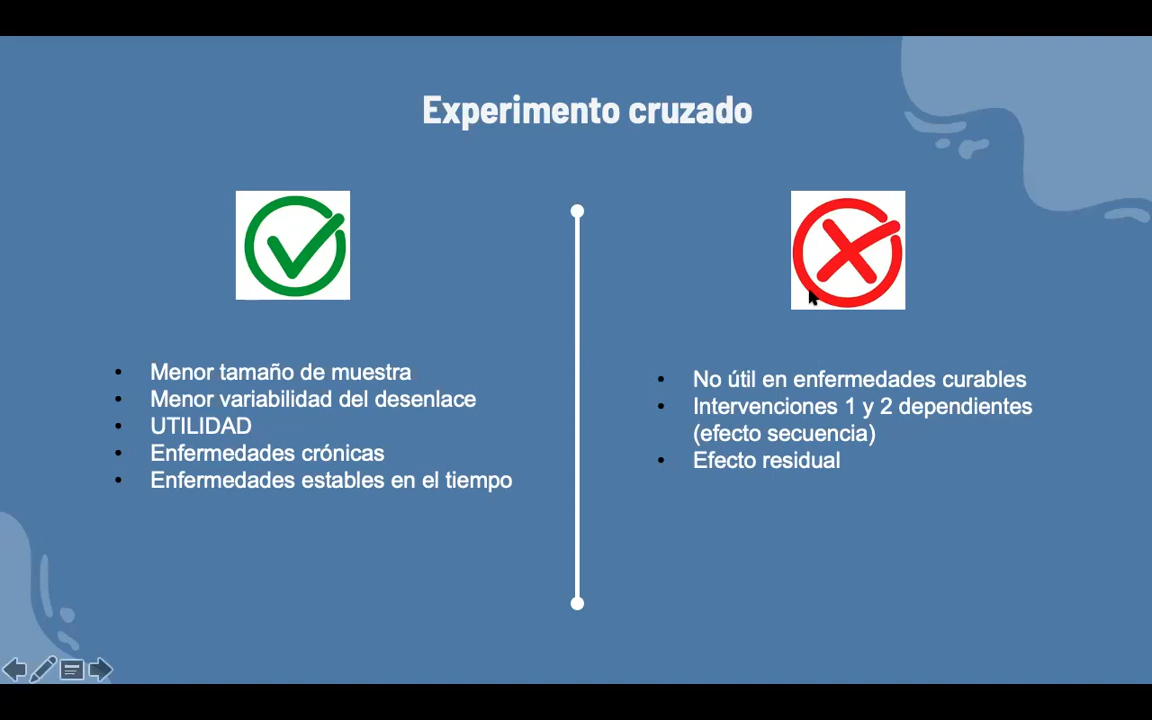 Experimento cruzado
• Menor tamaño de muestra
• Menor variabilidad del desenlace
• UTILIDAD
• Enfermedades crónicas
• Enfermedades estables en el tiempo
• No útil en enfermedades curables
• Intervenciones 1 y 2 dependientes
(efecto secuencia)
• Efecto residual